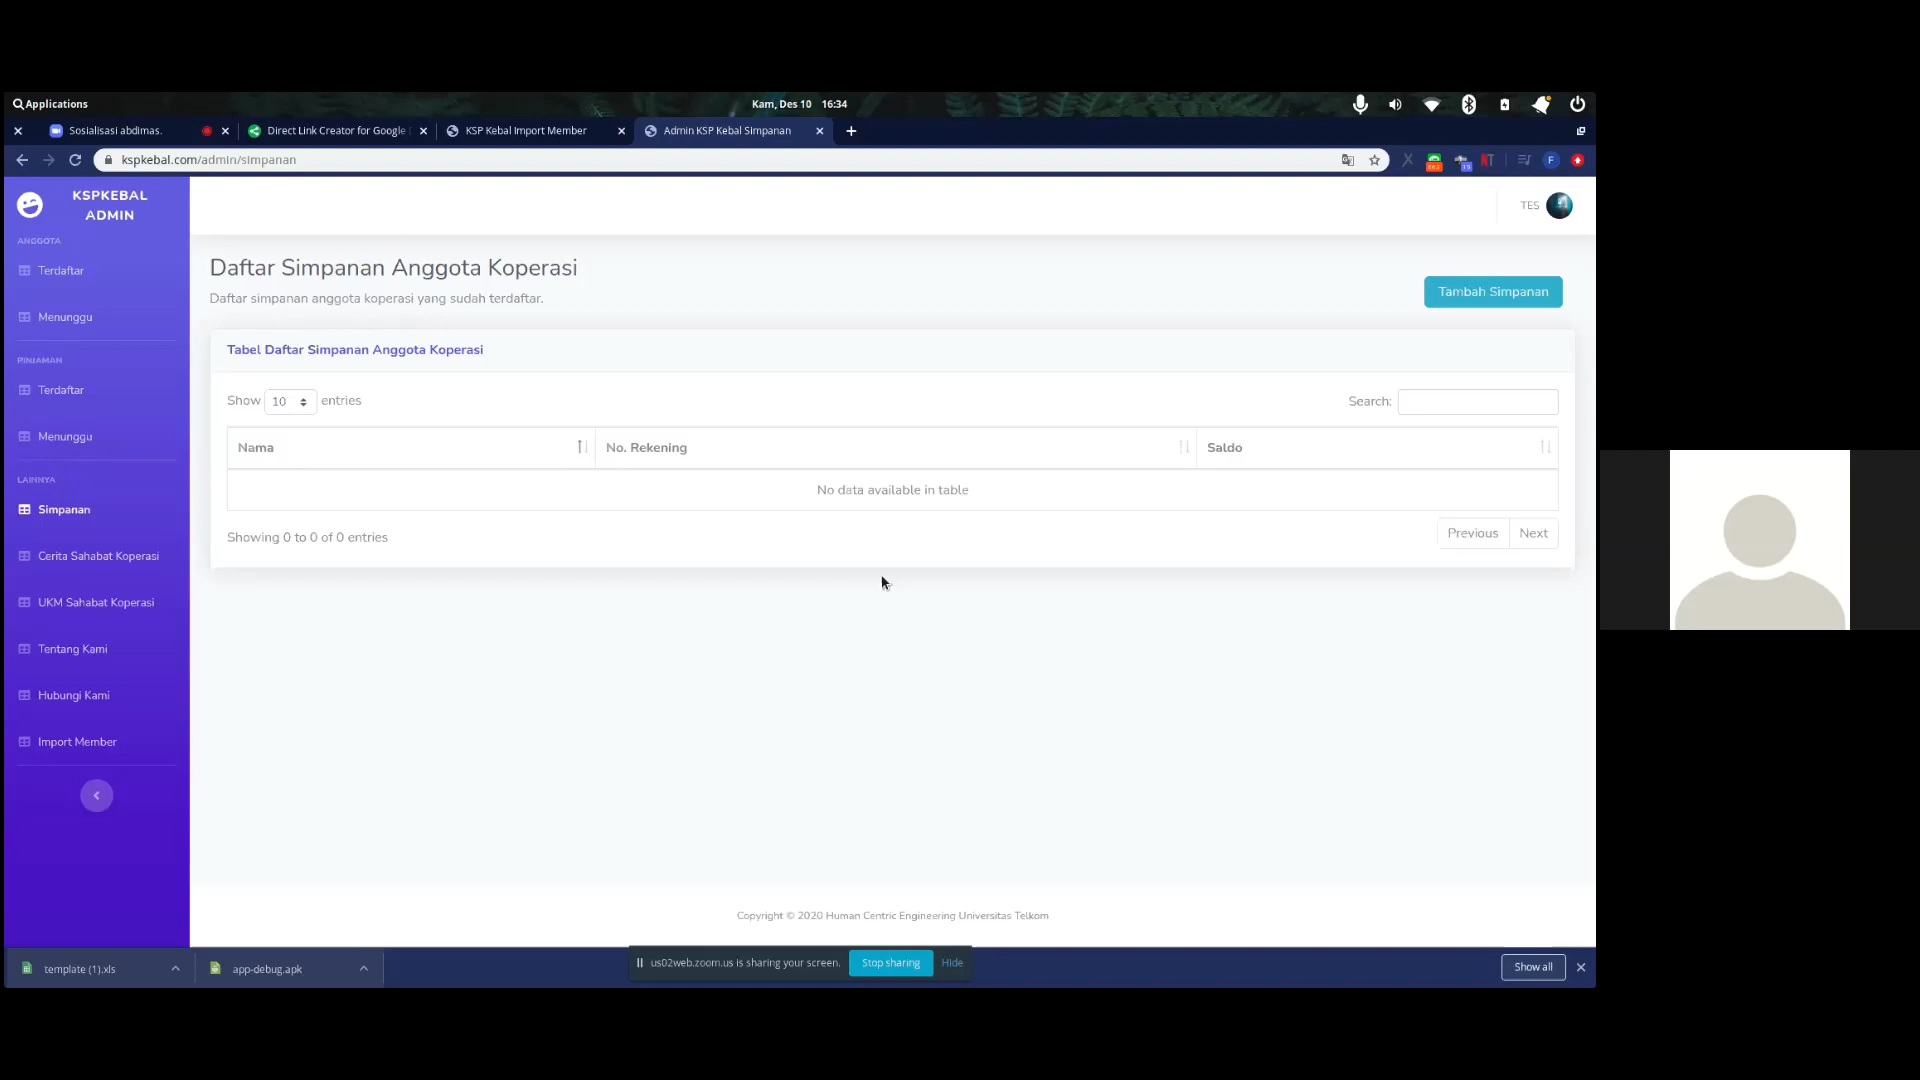 Applications
Kam, Des 10 16:34
Sosialisasi abdimas.
Direct Link Creator for Google
KSP Kebal Import Member
Admin KSP Kebal Simpanan
kspkebal.com/admin/simpanan
F
KSPKEBAL ADMIN
TES
ANGGOTA
Terdaftar
Menunggu
PINJAMAN
Terdaftar
Menunggu
LAINNYA
Simpanan
Cerita Sahabat Koperasi
UKM Sahabat Koperasi
Tentang Kami
Hubungi Kami
Import Member
Daftar Simpanan Anggota Koperasi
Daftar simpanan anggota koperasi yang sudah terdaftar.
Tambah Simpanan
Tabel Daftar Simpanan Anggota Koperasi
Show 10 entries
Search:
Nama No. Rekening Saldo
No data available in table
Showing 0 to 0 of 0 entries
Previous Next
Copyright © 2020 Human Centric Engineering Universitas Telkom
template (1).xls
app-debug.apk
us02web.zoom.us is sharing your screen. Stop sharing Hide
Show all